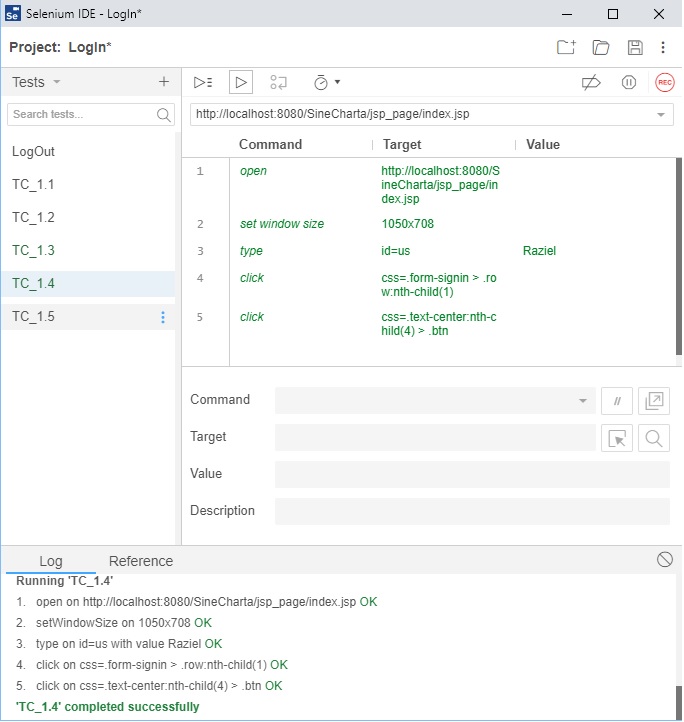 Se Selenium IDE - LogIn*
Project: LogIn*
Tests
REC
Search tests...
http://localhost:8080/SineCharta/jsp_page/index.jsp
LogOut
TC_1.1
TC_1.2
TC_1.3
TC_1.4
TC_1.5
Command Target Value
1 open http://localhost:8080/S
ineCharta/jsp_page/in
dex.jsp
2 set window size 1050x708
3 type id=us Raziel
4 click css=.form-signin > .ro
w:nth-child(1)
5 click css=.text-center:nth-c
hild(4) > .btn
Command //
Target
Value
Description
Log Reference
Running 'TC_1.4'
1. open on http://localhost:8080/SineCharta/jsp_page/index.jsp OK
2. setWindowSize on 1050x708 OK
3. type on id=us with value Raziel OK
4. click on css=.form-signin > .row:nth-child(1) OK
5. click on css=.text-center:nth-child(4) > .btn OK
'TC_1.4' completed successfully